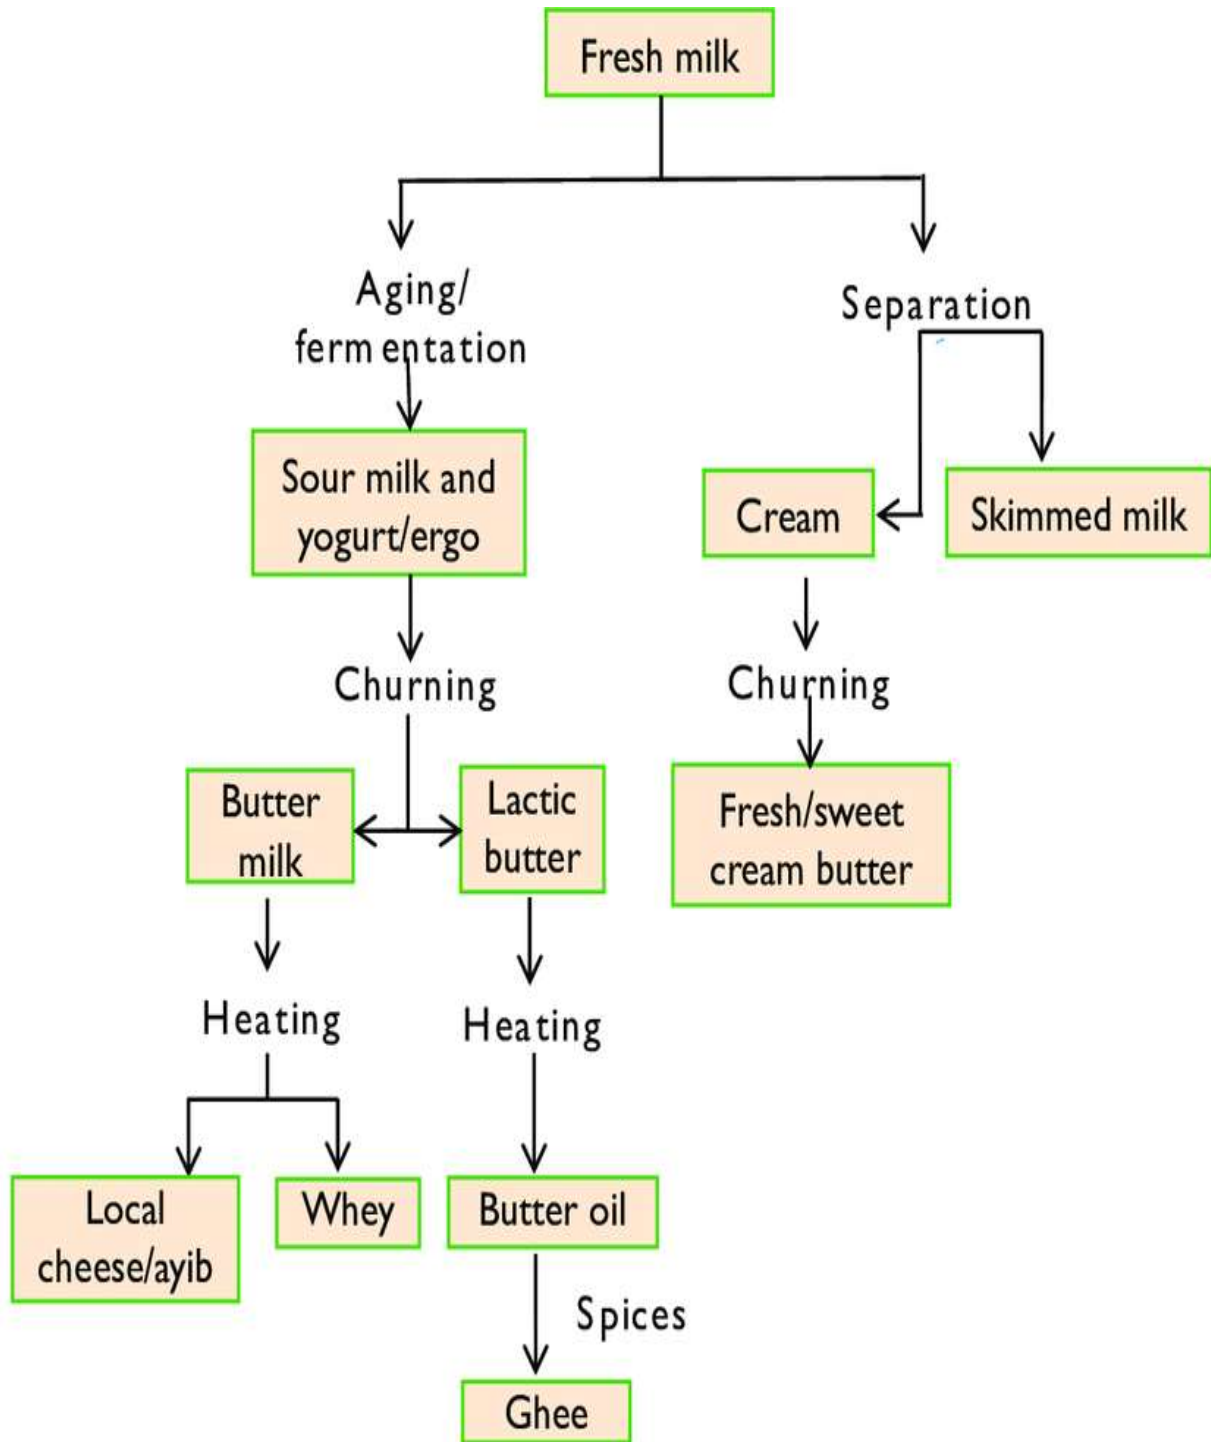 Fresh milk
Aging/
fermentation
Separation
Sour milk and
yogurt/ergo
Cream
Skimmed milk
Churning
Churning
Butter
milk
Lactic
butter
Fresh/sweet
cream butter
Heating
Heating
Local
cheese/ayib
Whey
Butter oil
Spices
Ghee